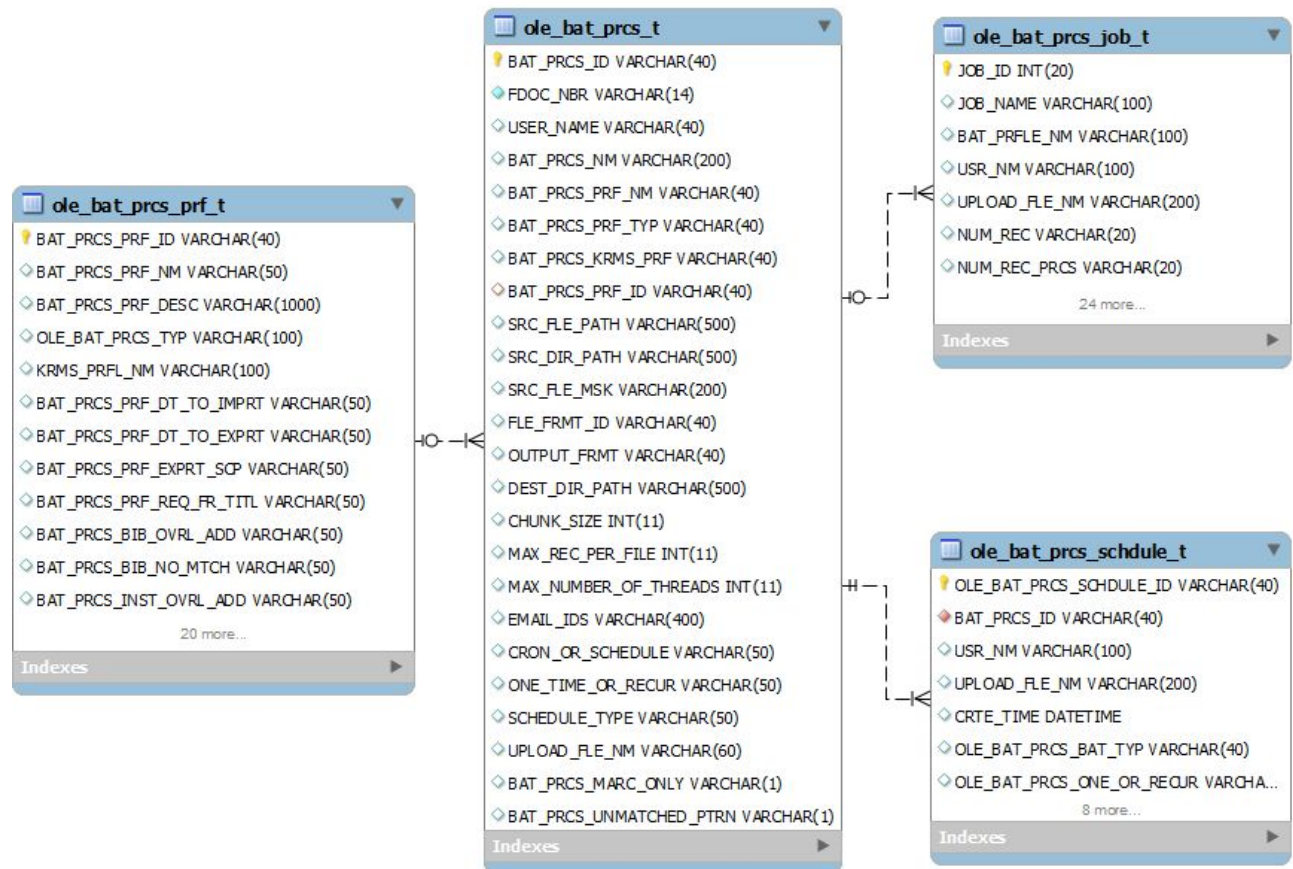 ole_bat_prcs_prf_t
BAT_PRCS_PRF_ID VARCHAR(40)
BAT_PRCS_PRF_NM VARCHAR(50)
BAT_PRCS_PRF_DESC VARCHAR(1000)
OLE_BAT_PRCS_TYP VARCHAR(100)
KRMS_PRFL_NM VARCHAR(100)
BAT_PRCS_PRF_DT_TO_IMPRT VARCHAR(50)
BAT_PRCS_PRF_DT_TO_EXPRT VARCHAR(50)
BAT_PRCS_PRF_EXPRT_SCP VARCHAR(50)
BAT_PRCS_PRF_REQ_FR_TITL VARCHAR(50)
BAT_PRCS_BIB_OVRL_ADD VARCHAR(50)
BAT_PRCS_BIB_NO_MTCH VARCHAR(50)
BAT_PRCS_INST_OVRL_ADD VARCHAR(50)
20 more...
Indexes
ole_bat_prcs_t
BAT_PRCS_ID VARCHAR(40)
FDOC_NBR VARCHAR(14)
USER_NAME VARCHAR(40)
BAT_PRCS_NM VARCHAR(200)
BAT_PRCS_PRF_NM VARCHAR(40)
BAT_PRCS_PRF_TYP VARCHAR(40)
BAT_PRCS_KRMS_PRF VARCHAR(40)
BAT_PRCS_PRF_ID VARCHAR(40)
SRC_FLE_PATH VARCHAR(500)
SRC_DIR_PATH VARCHAR(500)
SRC_FLE_MSK VARCHAR(200)
FLE_FRMT_ID VARCHAR(40)
OUTPUT_FRMT VARCHAR(40)
DEST_DIR_PATH VARCHAR(500)
CHUNK_SIZE INT(11)
MAX_REC_PER_FILE INT(11)
MAX_NUMBER_OF_THREADS INT(11)
EMAIL_IDS VARCHAR(400)
CRON_OR_SCHEDULE VARCHAR(50)
ONE_TIME_OR_RECUR VARCHAR(50)
SCHEDULE_TYPE VARCHAR(50)
UPLOAD_FLE_NM VARCHAR(60)
BAT_PRCS_MARC_ONLY VARCHAR(1)
BAT_PRCS_UNMATCHED_PTRN VARCHAR(1)
Indexes
ole_bat_prcs_job_t
JOB_ID INT(20)
JOB_NAME VARCHAR(100)
BAT_PRFLE_NM VARCHAR(100)
USR_NM VARCHAR(100)
UPLOAD_FLE_NM VARCHAR(200)
NUM_REC VARCHAR(20)
NUM_REC_PRCS VARCHAR(20)
24 more...
Indexes
ole_bat_prcs_schdule_t
OLE_BAT_PRCS_SCHDULE_ID VARCHAR(40)
BAT_PRCS_ID VARCHAR(40)
USR_NM VARCHAR(100)
UPLOAD_FLE_NM VARCHAR(200)
CRTE_TIME DATETIME
OLE_BAT_PRCS_BAT_TYP VARCHAR(40)
OLE_BAT_PRCS_ONE_OR_RECUR VARCHA...
8 more...
Indexes